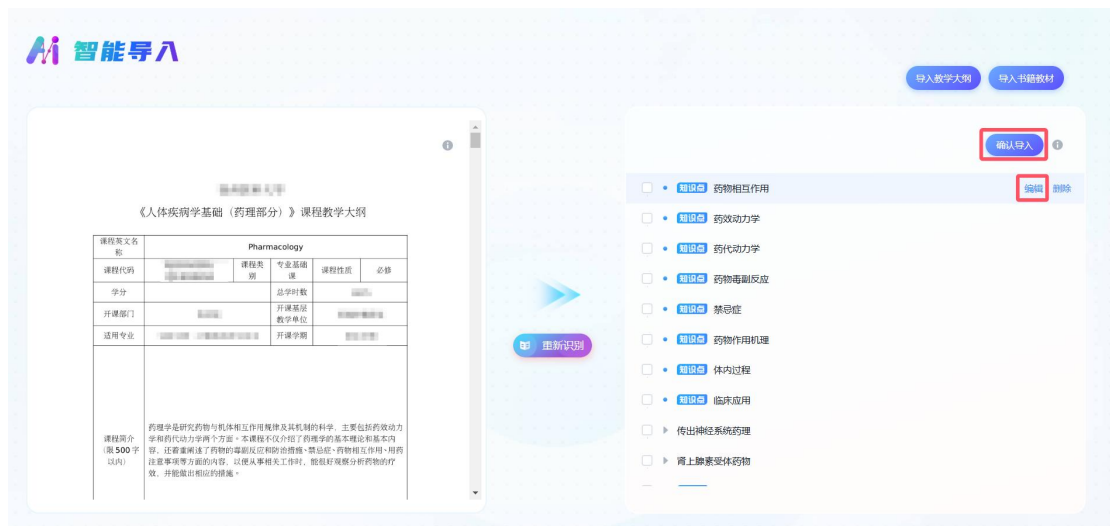 Ai 智能导入
导入教学大纲 导入书籍教材
《人体疾病学基础（药理部分）》课程教学大纲
课程英文名称 Pharmacology
课程代码 课程类别 专业基础课 课程性质 必修
学分 总学时数
开课部门 开课基层教学单位
适用专业 开课学期
课程简介（限 500 字以内）
药理学是研究药物与机体相互作用规律及其机制的科学，主要包括药效动力
学和药代动力学两个方面。本课程不仅介绍了药理学的基本理论和基本内
容，还着重阐述了药物的毒副反应和防治措施、禁忌症、药物相互作用、用药
注意事项等方面的内容，以便从事相关工作时，能很好观察分析药物的疗
效，并能做出相应的措施。
重新识别
确认导入
知识点 药物相互作用 编辑 删除
知识点 药效动力学
知识点 药代动力学
知识点 药物毒副反应
知识点 禁忌症
知识点 药物作用机理
知识点 体内过程
知识点 临床应用
传出神经系统药理
肾上腺素受体药物